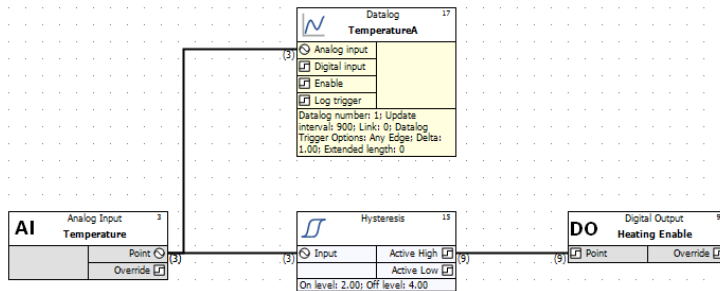 Datalog 17
TemperatureA
(3) Analog input
Digital input
Enable
Log trigger
Datalog number: 1; Update
interval: 900; Link: 0; Datalog
Trigger Options: Any Edge; Delta:
1.00; Extended length: 0
AI Analog Input 3
Temperature
Point (3)
Override
Hysteresis 15
(3) Input Active High (9)
Active Low
On level: 2.00; Off level: 4.00
DO Digital Output 9
Heating Enable
(9) Point Override